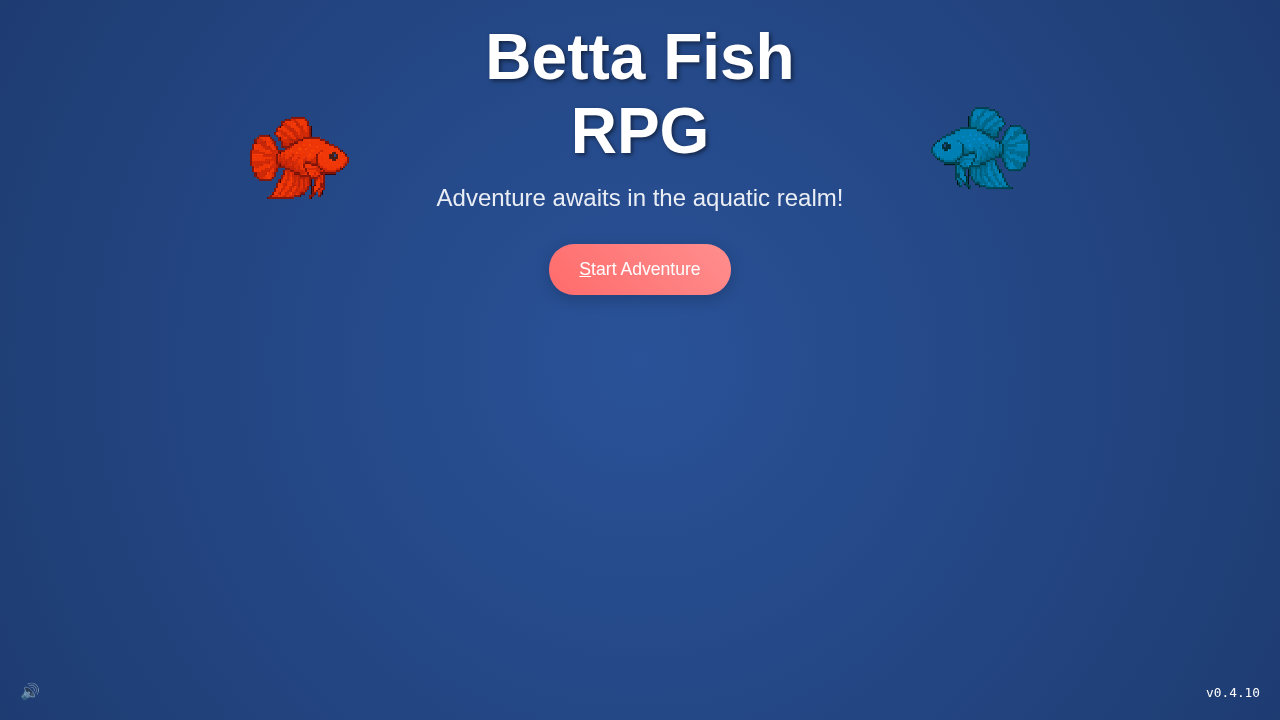 Betta Fish
RPG
Adventure awaits in the aquatic realm!
Start Adventure
v0.4.10